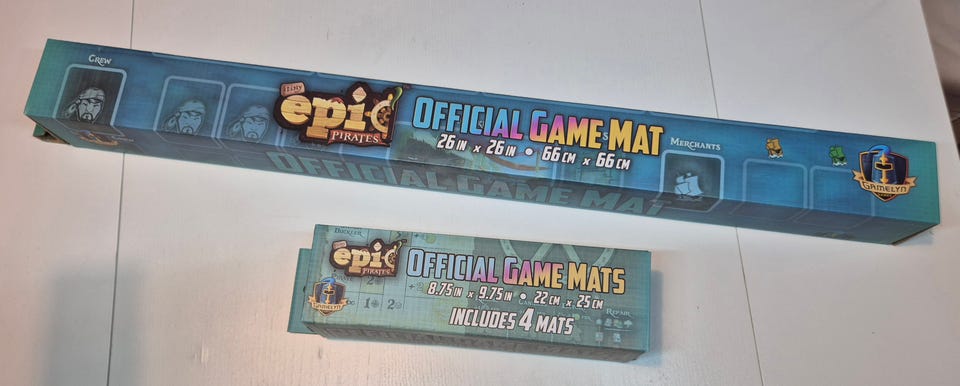 CREW
TINY
epic
PIRATES
OFFICIAL GAME MAT
26 IN x 26 IN • 66 CM x 66 CM
MERCHANTS
GAMELYN
OFFICIAL GAME MAT
BUCKLER
TINY
epic
PIRATES
OFFICIAL GAME MATS
8.75 IN x 9.75 IN • 22 CM x 25 CM
INCLUDES 4 MATS
GAMELYN
REPAIR